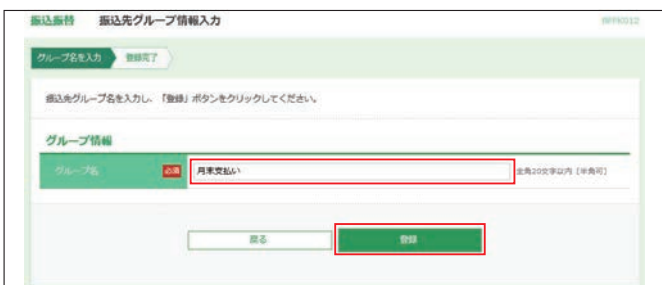 振込振替 振込先グループ情報入力 BFFK012
グループ名を入力 登録完了
振込先グループ名を入力し、「登録」ボタンをクリックしてください。
グループ情報
グループ名 必須 月末支払い 全角20文字以内 [半角可]
戻る 登録